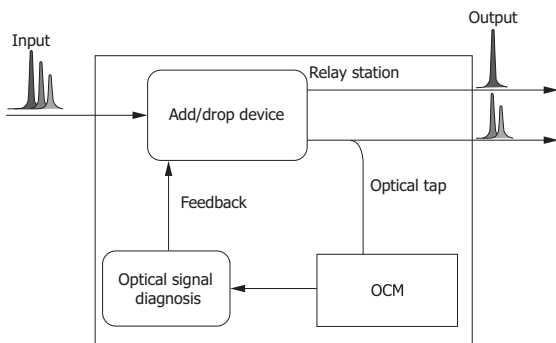 Input
Output
Relay station
Add/drop device
Optical tap
Feedback
Optical signal
diagnosis
OCM